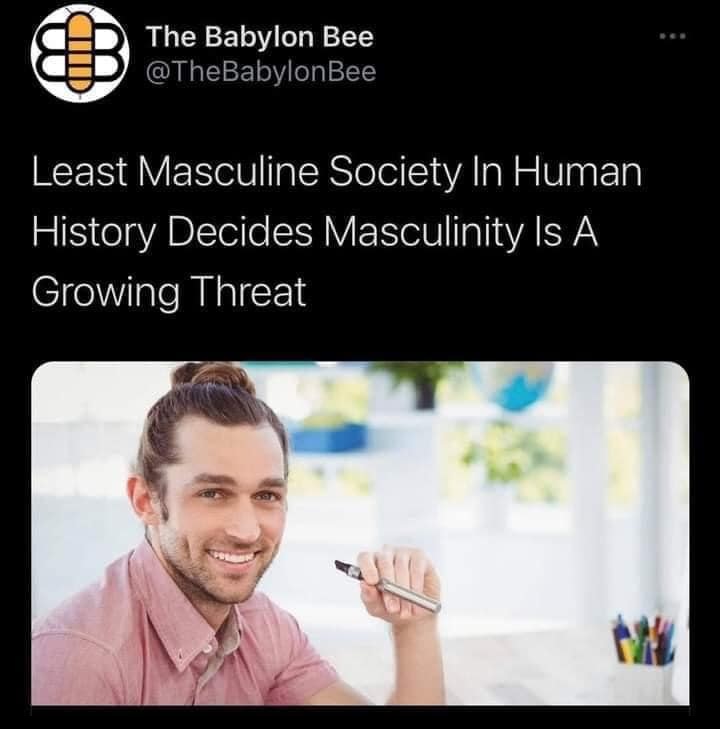 The Babylon Bee
@TheBabylonBee
Least Masculine Society In Human
History Decides Masculinity Is A
Growing Threat